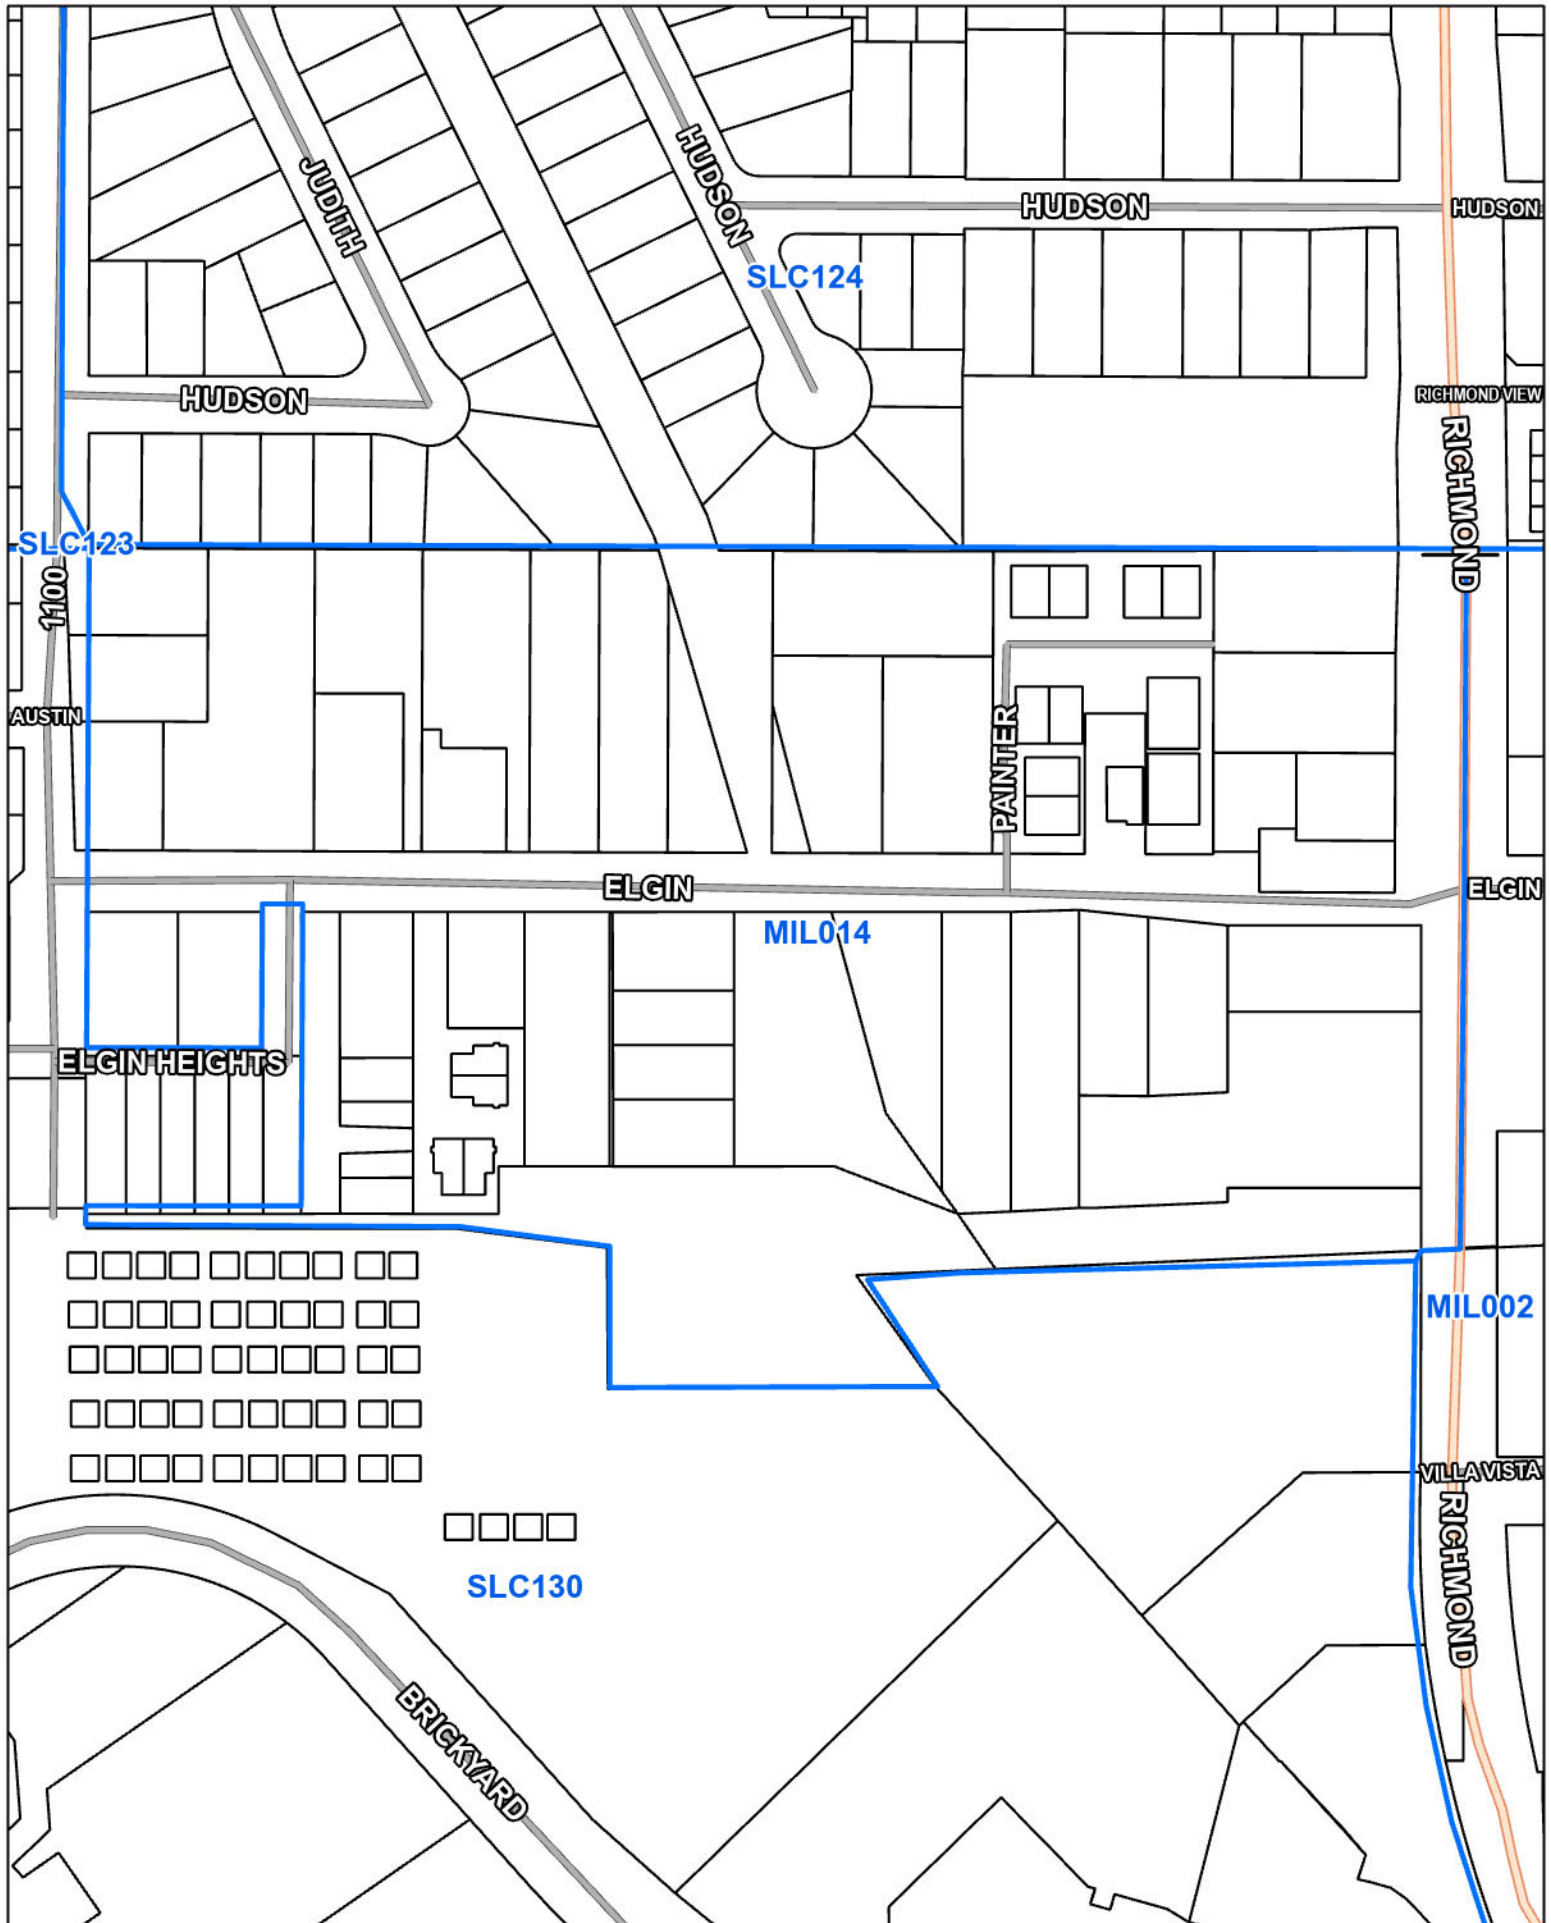 HUDSON
JUDITH
HUDSON
HUDSON
SLC124
RICHMOND VIEW
HUDSON
RICHMOND
SLC123
1100
AUSTIN
PAINTER
ELGIN
ELGIN
MIL014
ELGIN HEIGHTS
MIL002
VILLA VISTA
RICHMOND
SLC130
BRICKYARD